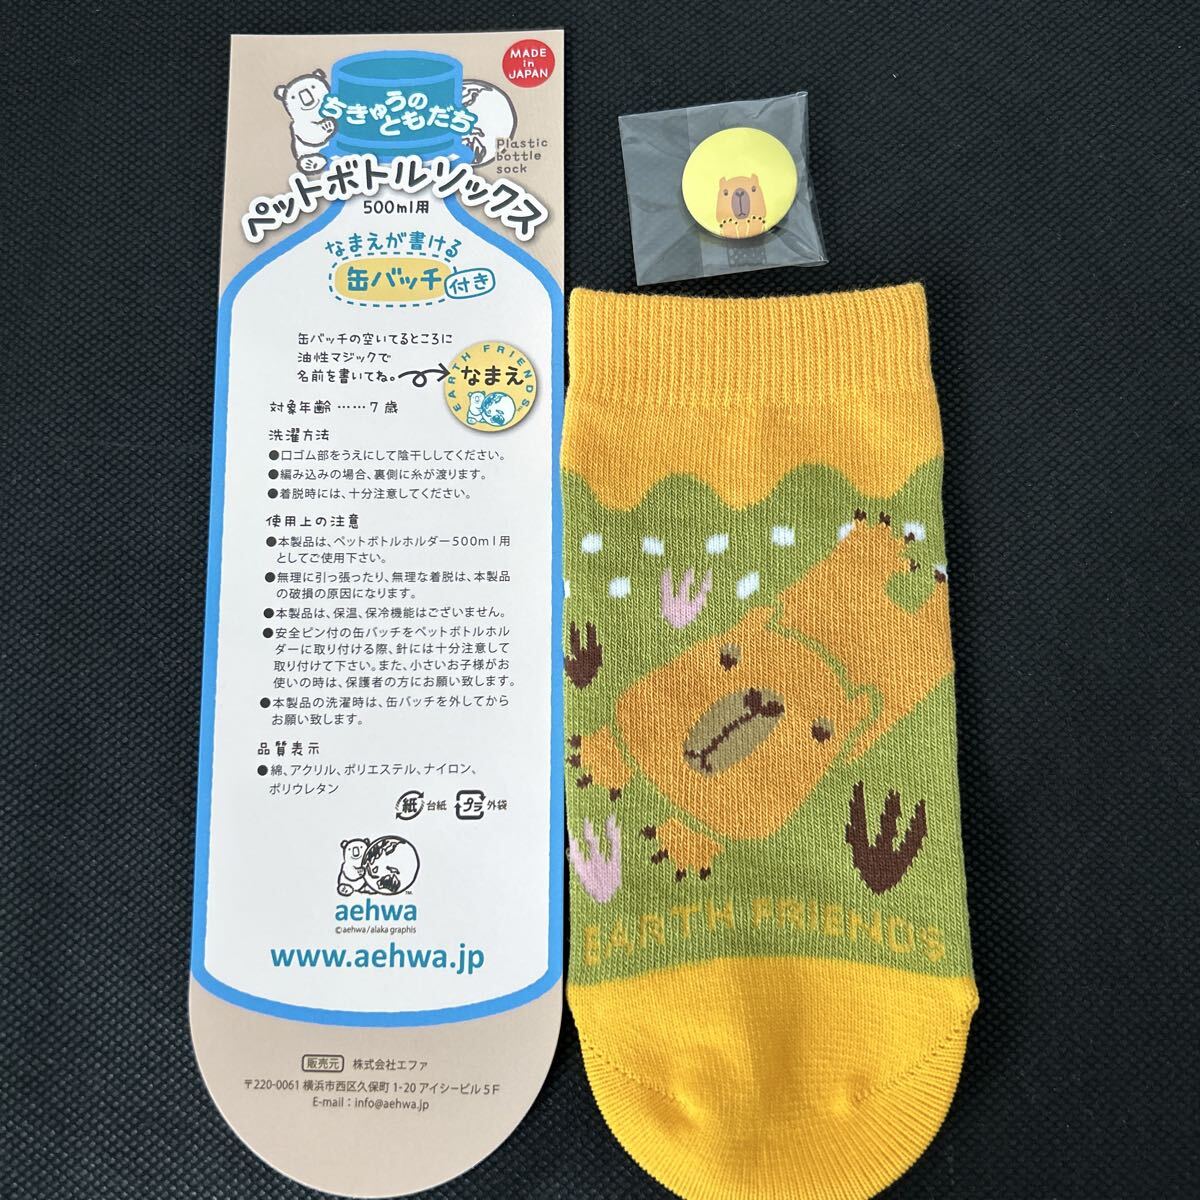 MADE
in
JAPAN
ちきゅうの
ともだち
Plastic
bottle
sock
ペットボトルソックス
500ml用
なまえが書ける
缶バッチ付き
缶バッチの空いてるところに
油性マジックで
名前を書いてね。
EARTH FRIENDS
なまえ
対象年齢……7歳
洗濯方法
●口ゴム部をうえにして陰干ししてください。
●編み込みの場合、裏側に糸が渡ります。
●着脱時には、十分注意してください。
使用上の注意
●本製品は、ペットボトルホルダー500ml用
としてご使用下さい。
●無理に引っ張ったり、無理な着脱は、本製品
の破損の原因になります。
●本製品は、保温、保冷機能はございません。
●安全ピン付の缶バッチをペットボトルホル
ダーに取り付ける際、針には十分注意して
取り付けて下さい。また、小さいお子様がお
使いの時は、保護者の方にお願い致します。
●本製品の洗濯時は、缶バッチを外してから
お願い致します。
品質表示
●綿、アクリル、ポリエステル、ナイロン、
ポリウレタン
紙 台紙 プラ 外袋
TM
aehwa
©aehwa/alaka graphis
www.aehwa.jp
販売元 株式会社エファ
〒220-0061 横浜市西区久保町1-20 アイシービル5F
E-mail：info@aehwa.jp
EARTH FRIENDS